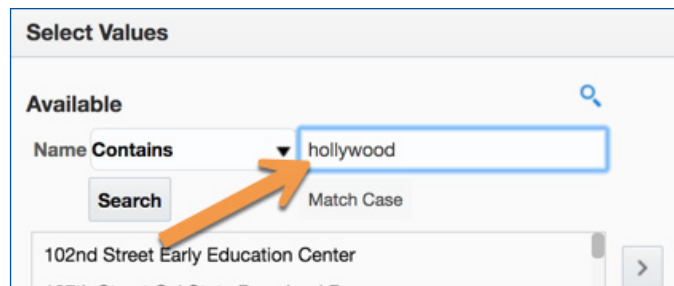 Select Values
Available
Name Contains hollywood
Search Match Case
102nd Street Early Education Center